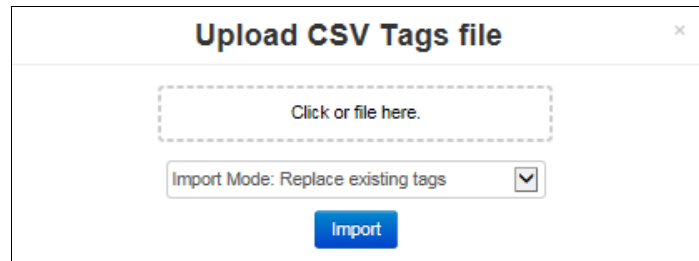 Upload CSV Tags file
×
Click or file here.
Import Mode: Replace existing tags
Import